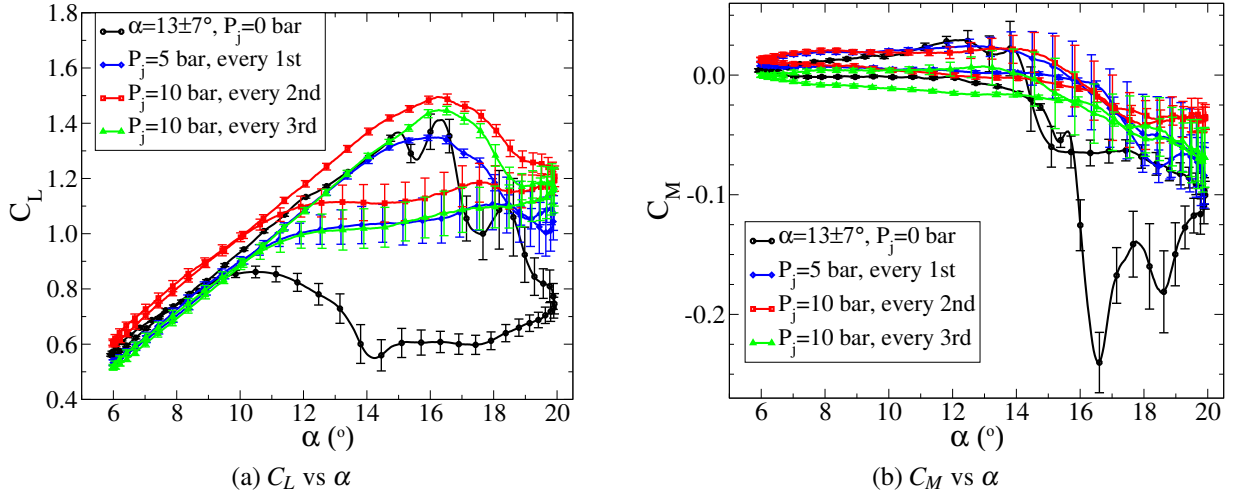 1.6
1.4
1.2
1.0
0.8
0.6
0.4
C_L
6 8 10 12 14 16 18 20
α (°)
α=13±7°, P_j=0 bar
P_j=5 bar, every 1st
P_j=10 bar, every 2nd
P_j=10 bar, every 3rd
(a) C_L vs α
0.0
-0.1
-0.2
C_M
6 8 10 12 14 16 18 20
α (°)
α=13±7°, P_j=0 bar
P_j=5 bar, every 1st
P_j=10 bar, every 2nd
P_j=10 bar, every 3rd
(b) C_M vs α